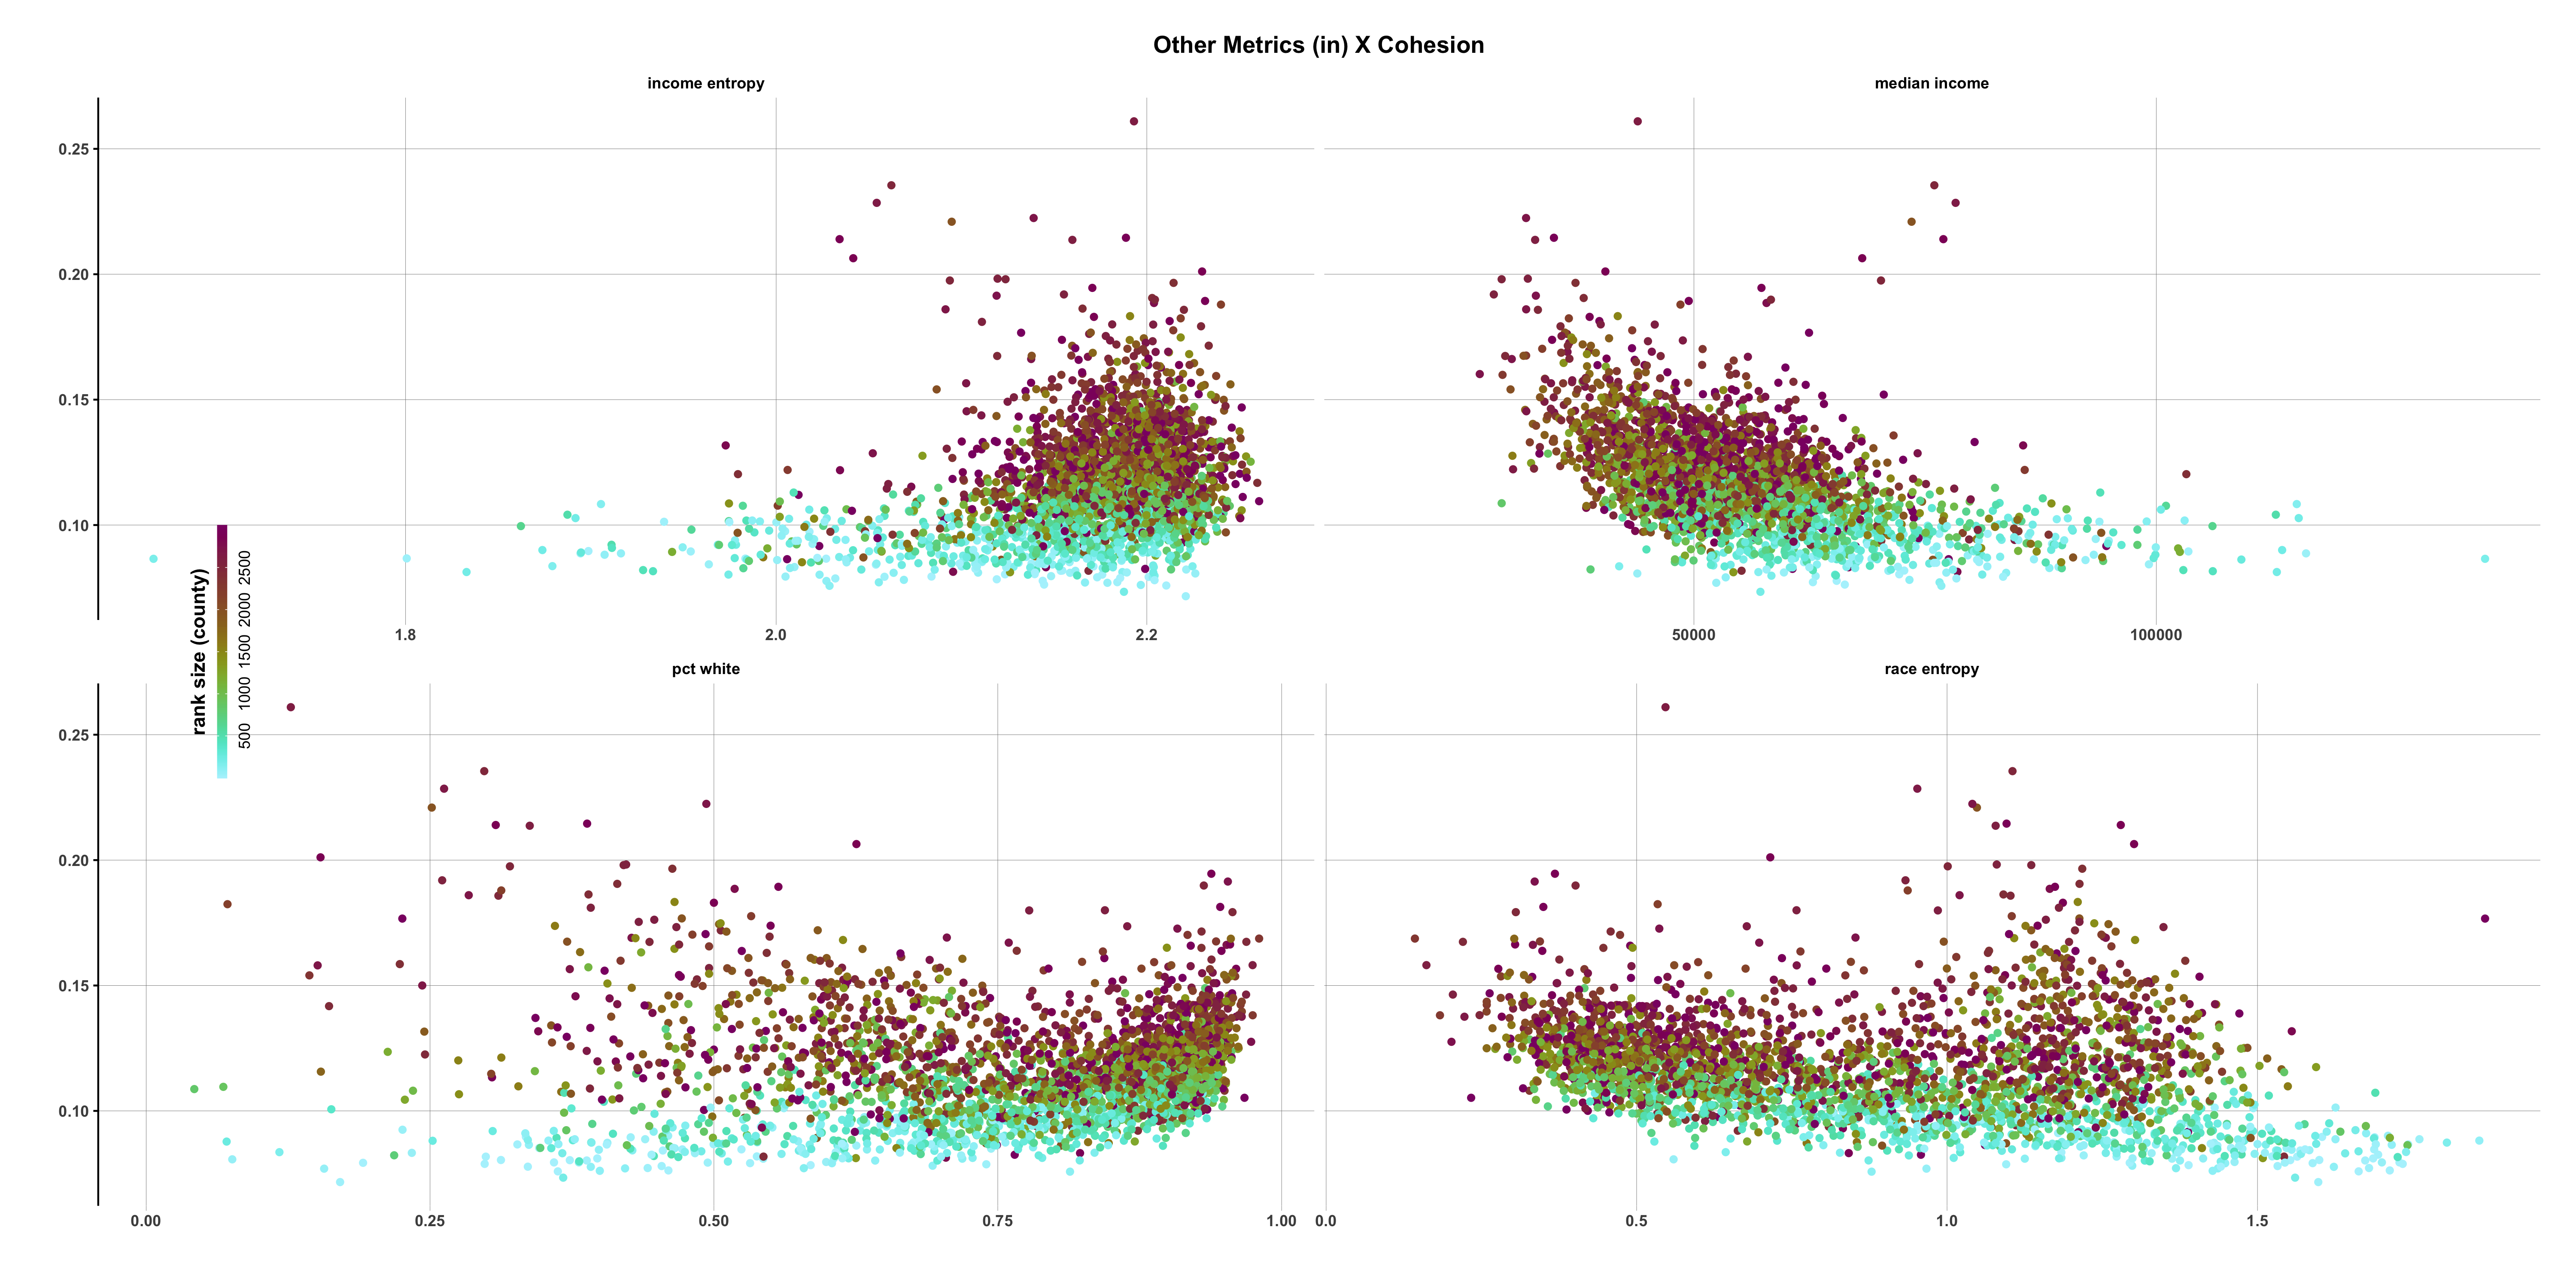 Other Metrics (in) X Cohesion
income entropy
median income
0.25
0.20
0.15
0.10
1.8 2.0 2.2
50000 100000
rank size (county)
500 1000 1500 2000 2500
pct white
race entropy
0.25
0.20
0.15
0.10
0.00 0.25 0.50 0.75 1.00
0.0 0.5 1.0 1.5